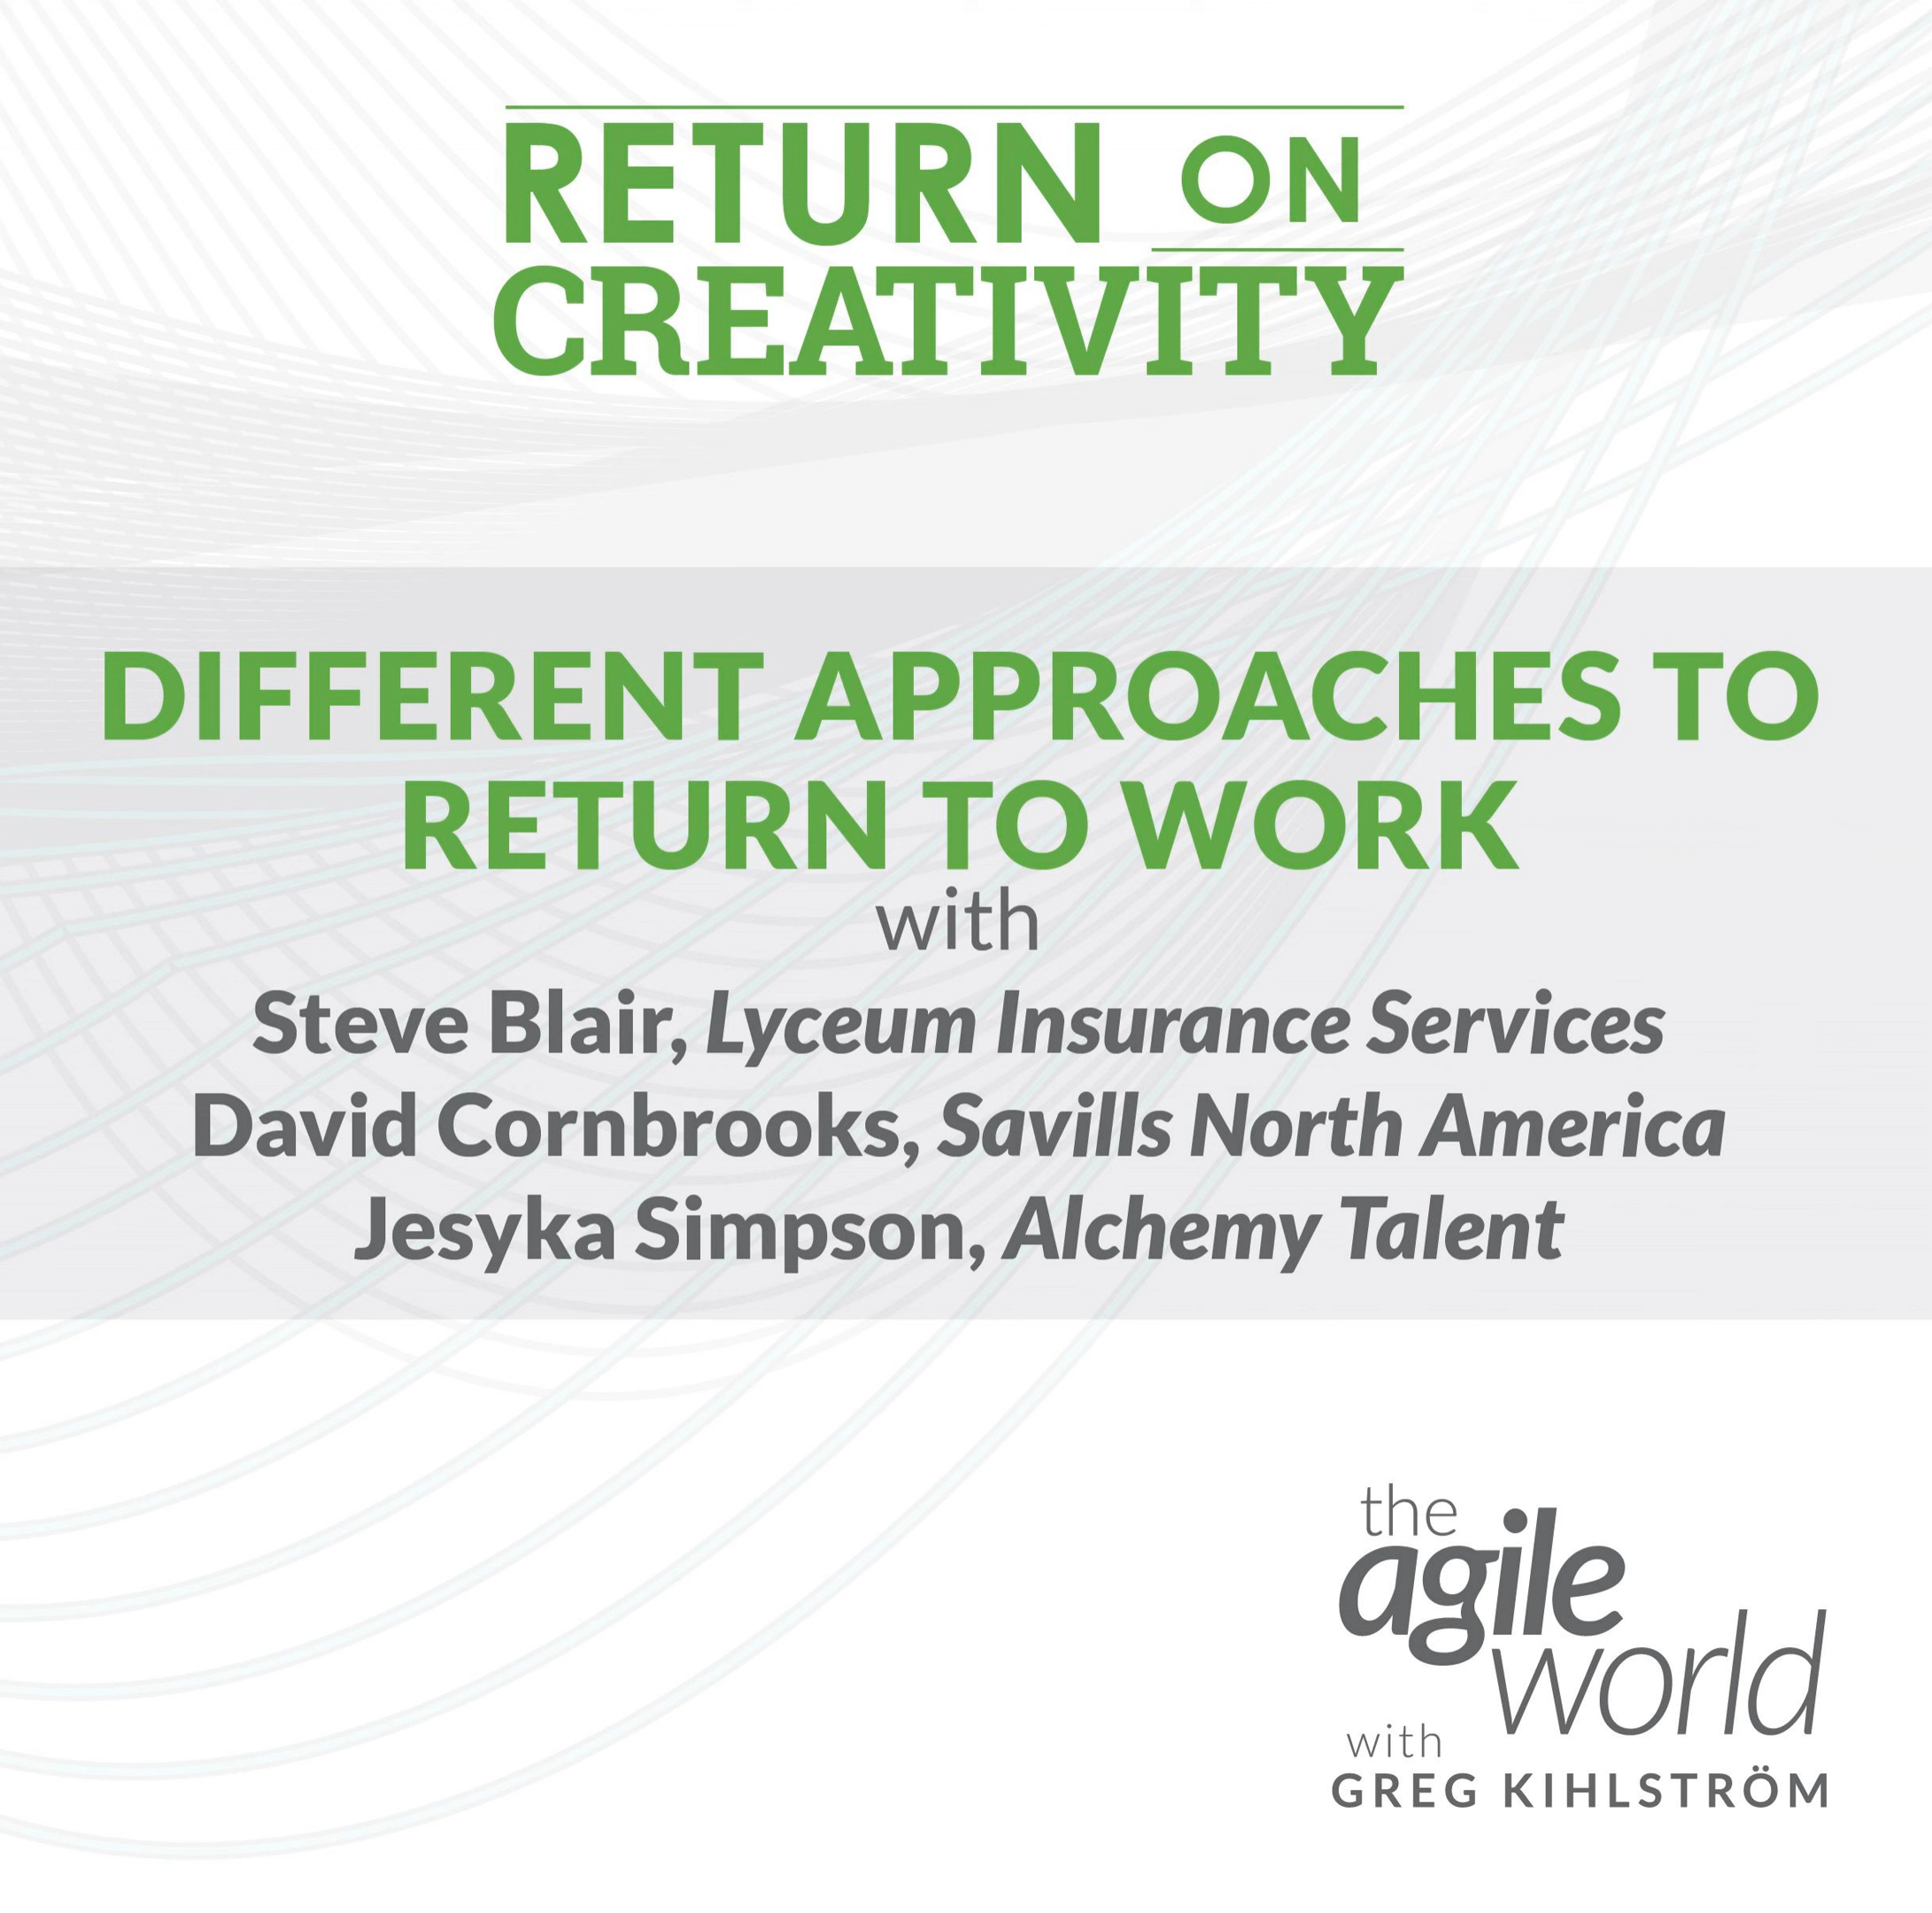 RETURN ON
CREATIVITY
DIFFERENT APPROACHES TO
RETURN TO WORK
with
Steve Blair, Lyceum Insurance Services
David Cornbrooks, Savills North America
Jesyka Simpson, Alchemy Talent
the
agile
world
with
GREG KIHLSTRÖM